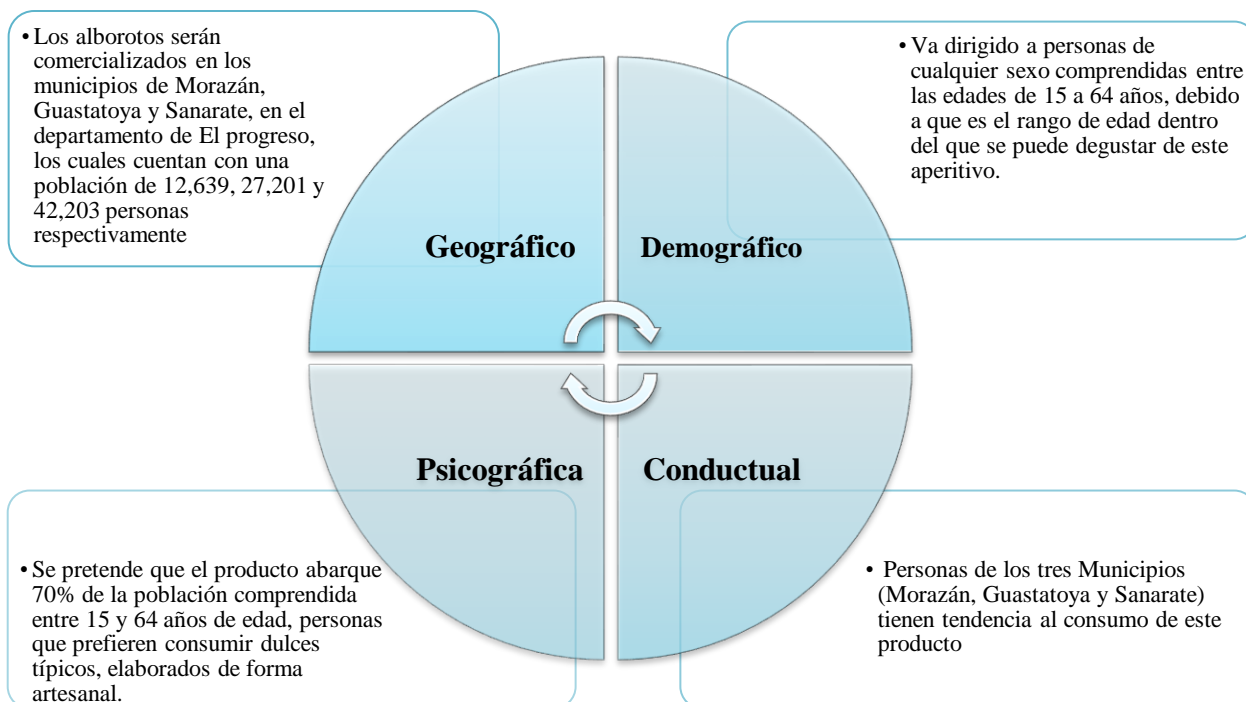 • Los alborotos serán
comercializados en los
municipios de Morazán,
Guastatoya y Sanarate, en el
departamento de El progreso,
los cuales cuentan con una
población de 12,639, 27,201 y
42,203 personas
respectivamente
• Va dirigido a personas de
cualquier sexo comprendidas entre
las edades de 15 a 64 años, debido
a que es el rango de edad dentro
del que se puede degustar de este
aperitivo.
Geográfico
Demográfico
Psicográfica
Conductual
• Se pretende que el producto abarque
70% de la población comprendida
entre 15 y 64 años de edad, personas
que prefieren consumir dulces
típicos, elaborados de forma
artesanal.
• Personas de los tres Municipios
(Morazán, Guastatoya y Sanarate)
tienen tendencia al consumo de este
producto